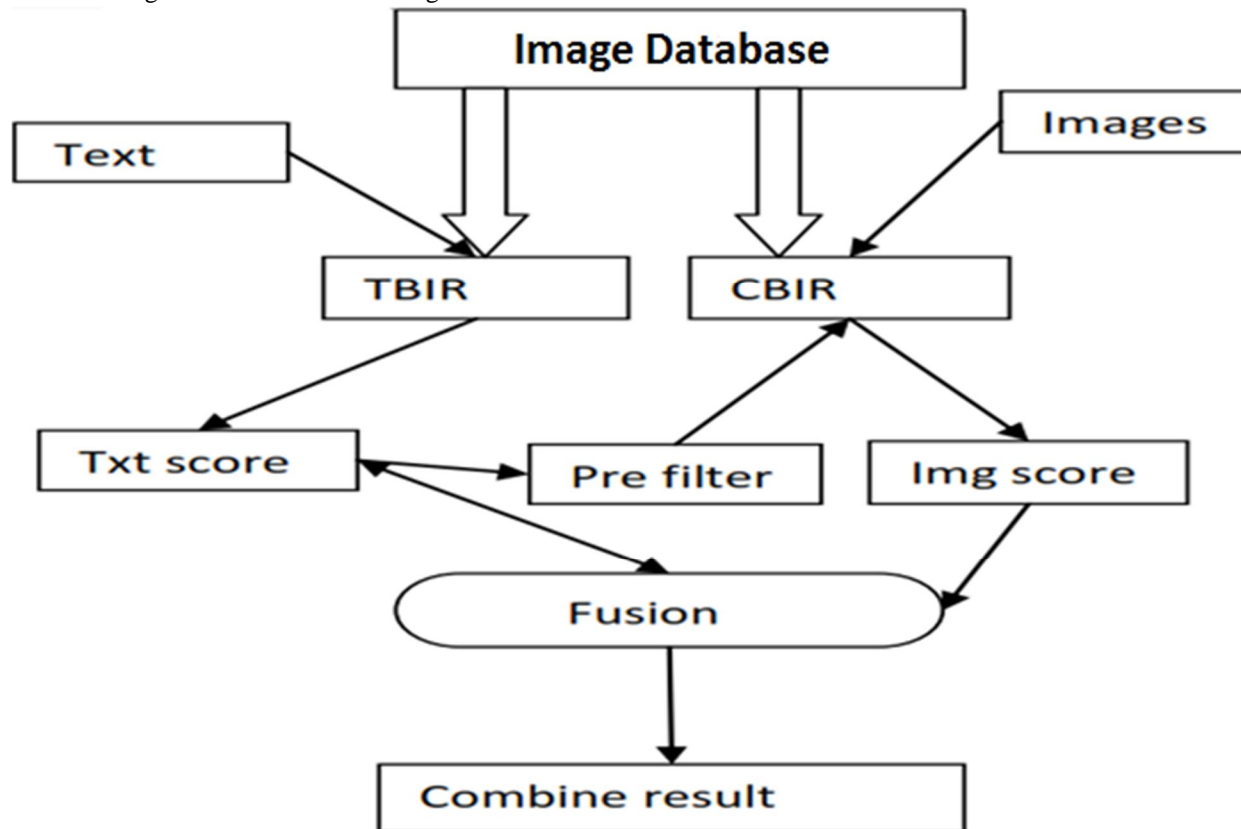 Image Database
Images
Text
TBIR
CBIR
Txt score
Pre filter
Img score
Fusion
Combine result